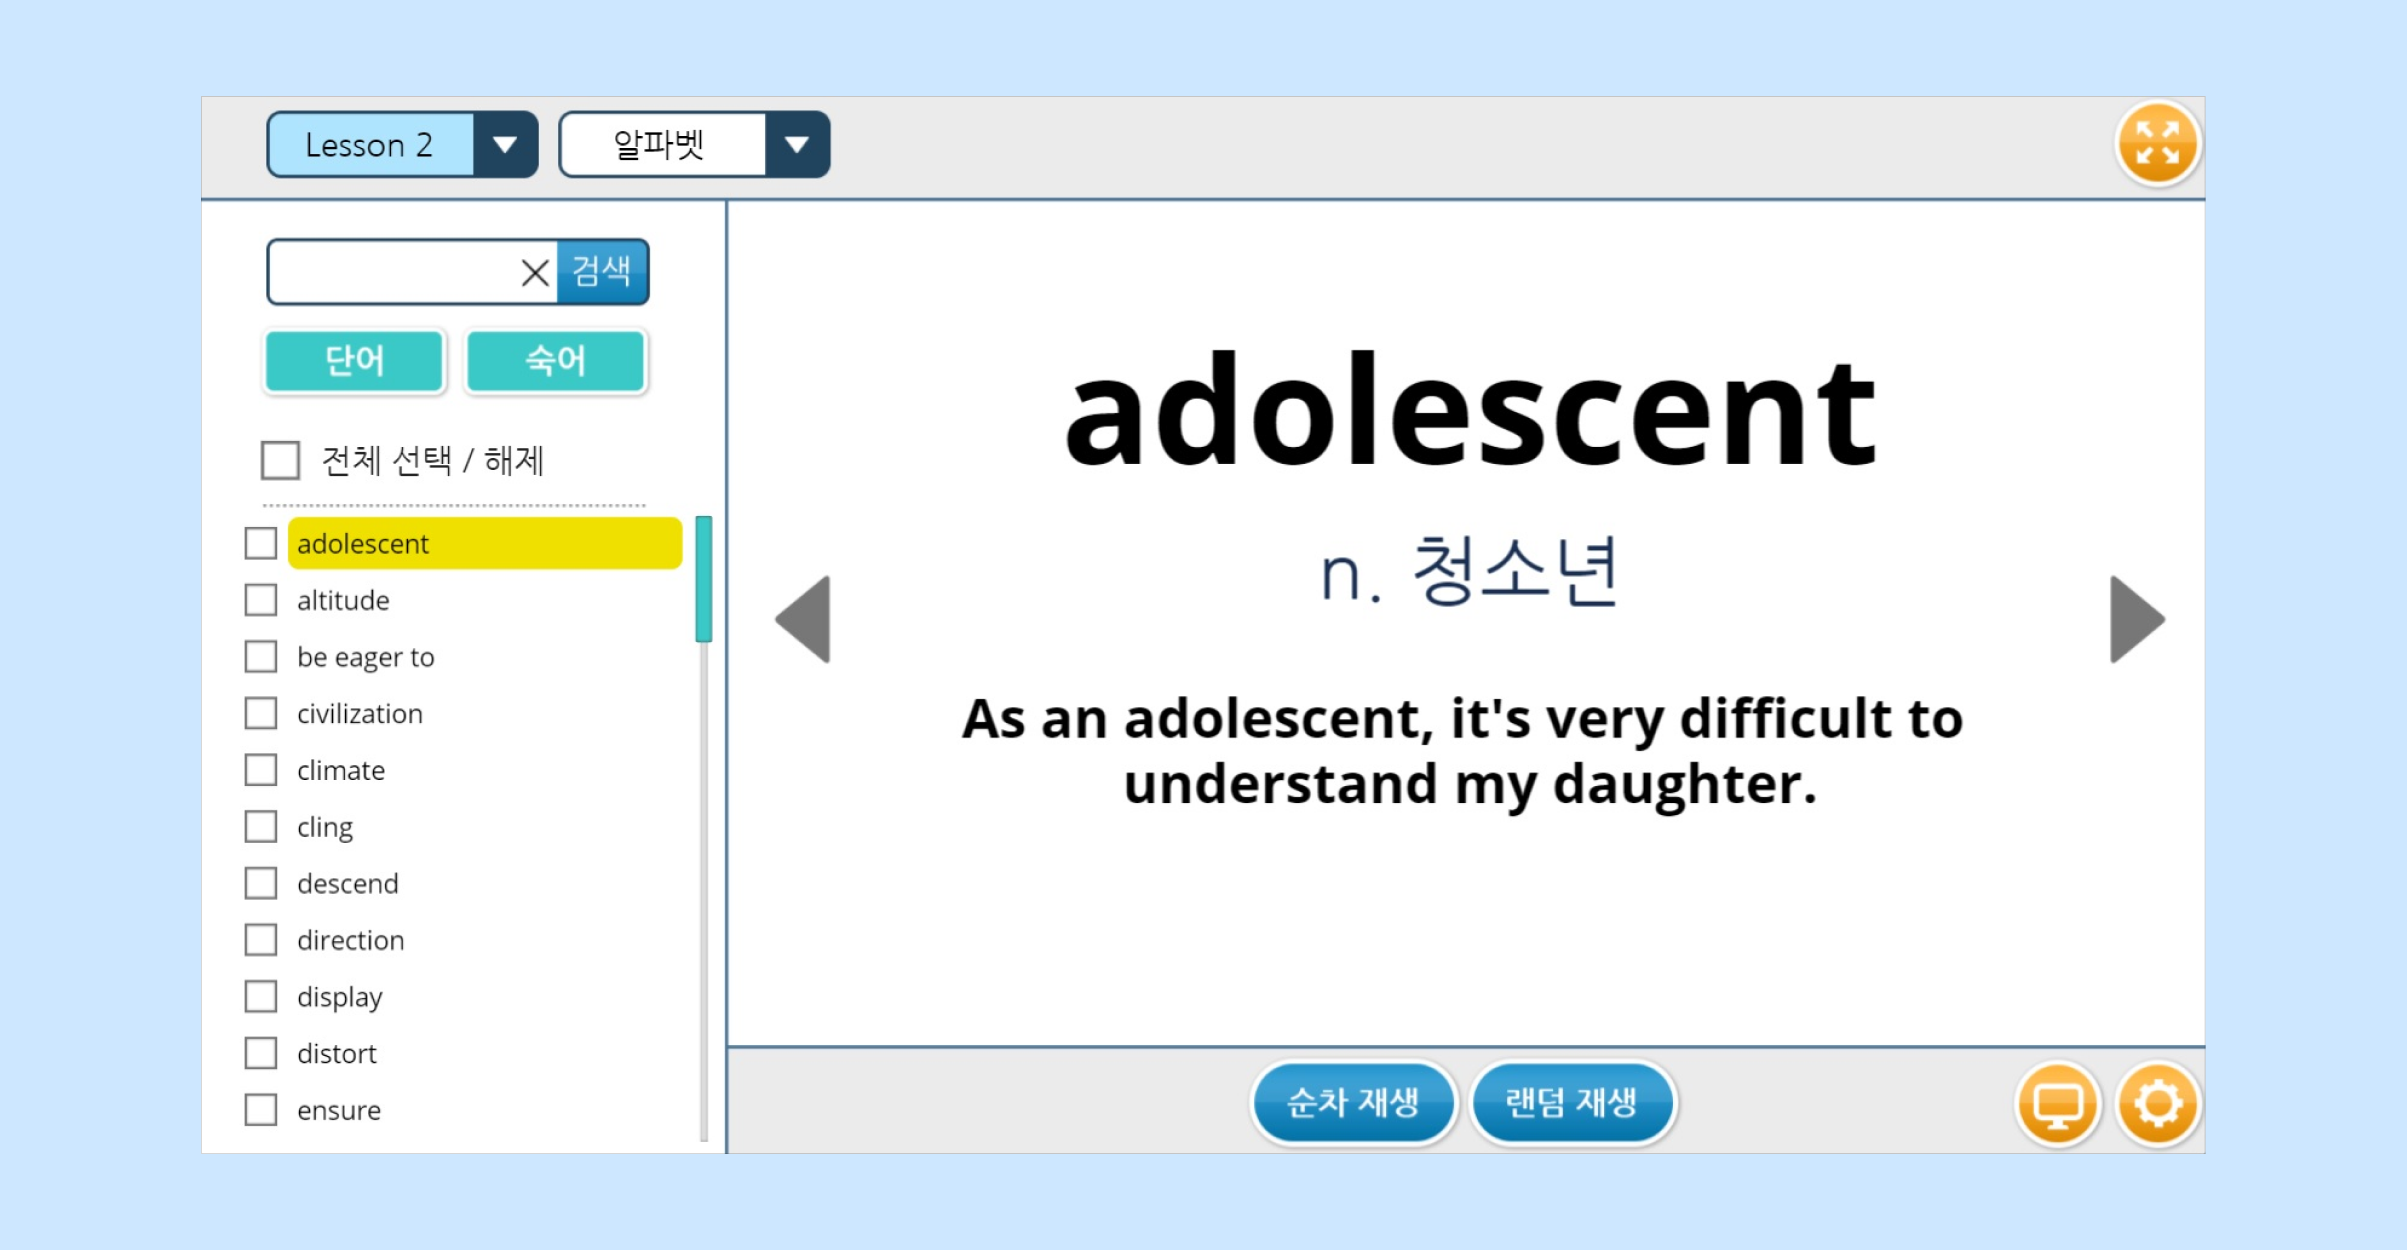 Lesson 2
알파벳
검색
단어
숙어
전체 선택 / 해제
adolescent
altitude
be eager to
civilization
climate
cling
descend
direction
display
distort
ensure
adolescent
n. 청소년
As an adolescent, it's very difficult to
understand my daughter.
순차 재생
랜덤 재생